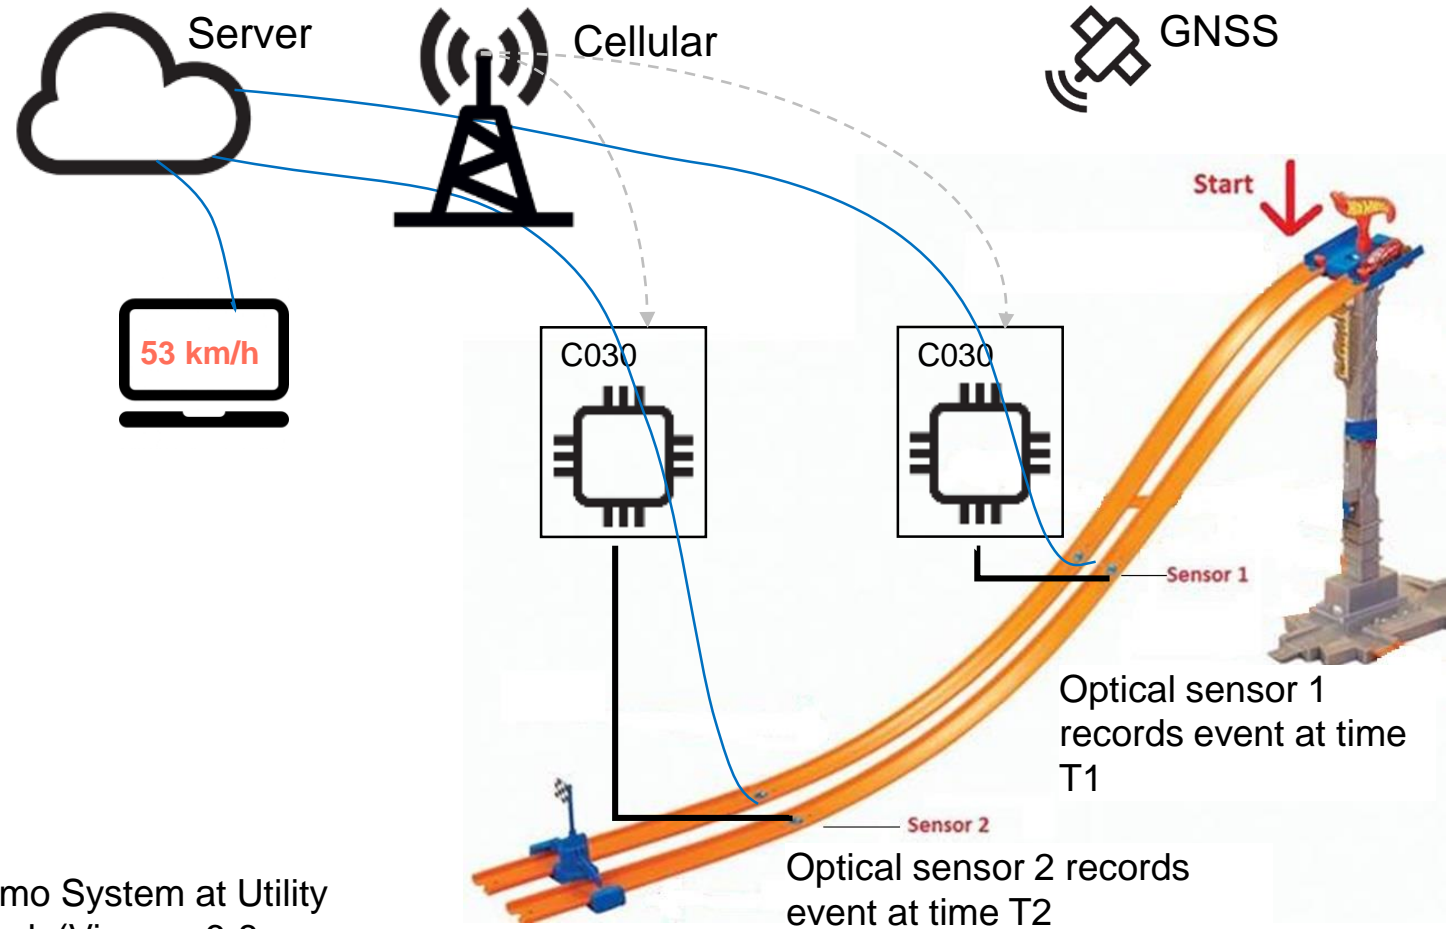 Server
Cellular
GNSS
Start
53 km/h
C030
C030
Sensor 1
Optical sensor 1
records event at time
T1
Sensor 2
Optical sensor 2 records
event at time T2
mo System at Utility